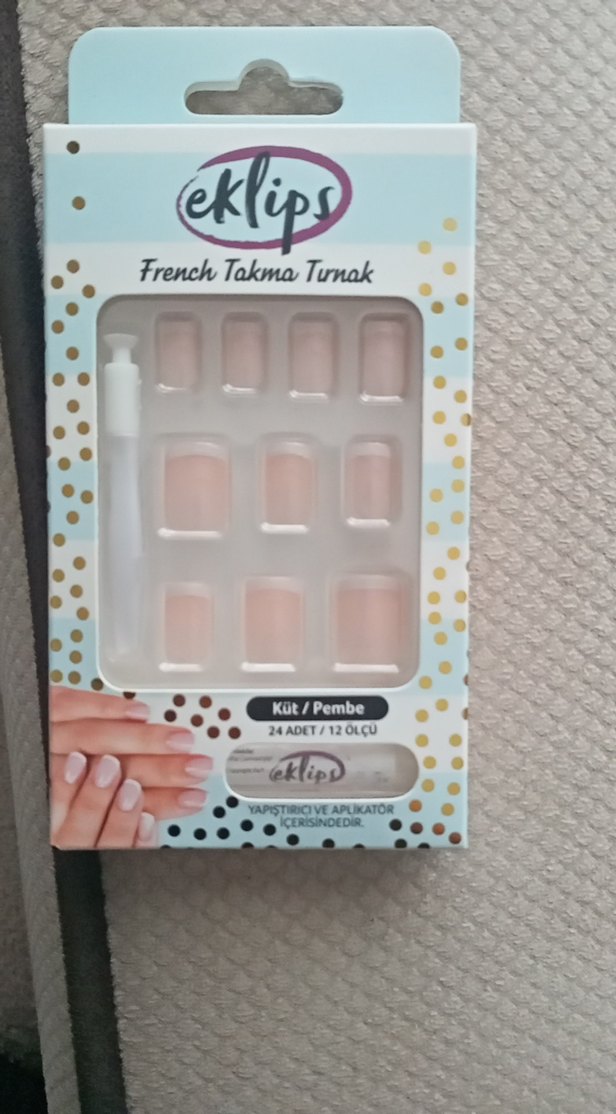 eklips
French Takma Tırnak
Küt / Pembe
24 ADET / 12 ÖLÇÜ
eklips
YAPIŞTIRICI VE APLİKATÖR
İÇERİSİNDEDİR.